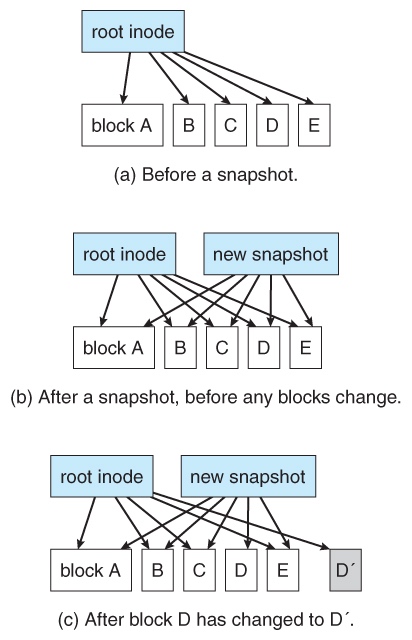 root inode
block A B C D E
(a) Before a snapshot.
root inode new snapshot
block A B C D E
(b) After a snapshot, before any blocks change.
root inode new snapshot
block A B C D E D´
(c) After block D has changed to D´.